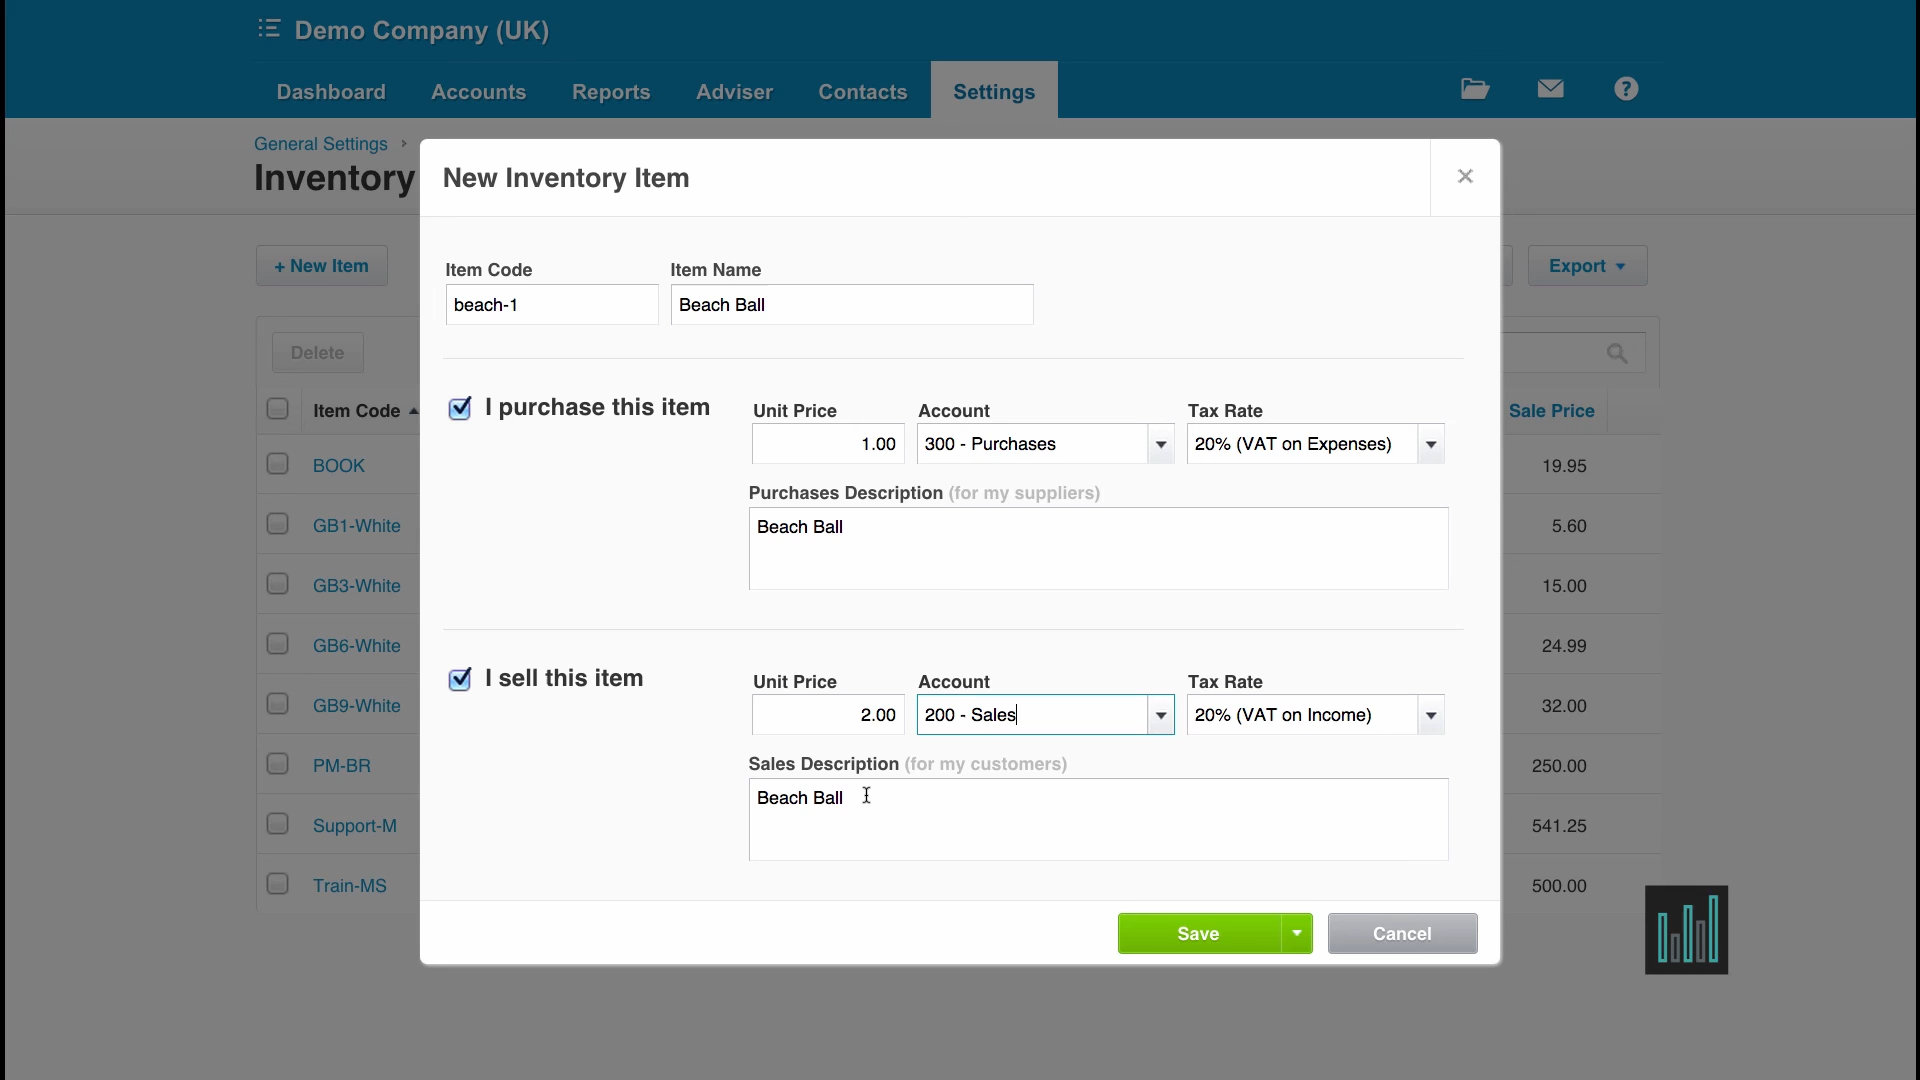 Demo Company (UK)
Dashboard Accounts Reports Adviser Contacts Settings ?
General Settings ›
Inventory
New Inventory Item ×
+ New Item
Export
Item Code Item Name
beach-1 Beach Ball
Delete
Item Code
Sale Price
I purchase this item
Unit Price Account Tax Rate
1.00 300 - Purchases 20% (VAT on Expenses)
Purchases Description (for my suppliers)
Beach Ball
BOOK 19.95
GB1-White 5.60
GB3-White 15.00
GB6-White 24.99
GB9-White 32.00
PM-BR 250.00
Support-M 541.25
Train-MS 500.00
I sell this item
Unit Price Account Tax Rate
2.00 200 - Sales 20% (VAT on Income)
Sales Description (for my customers)
Beach Ball
Save Cancel